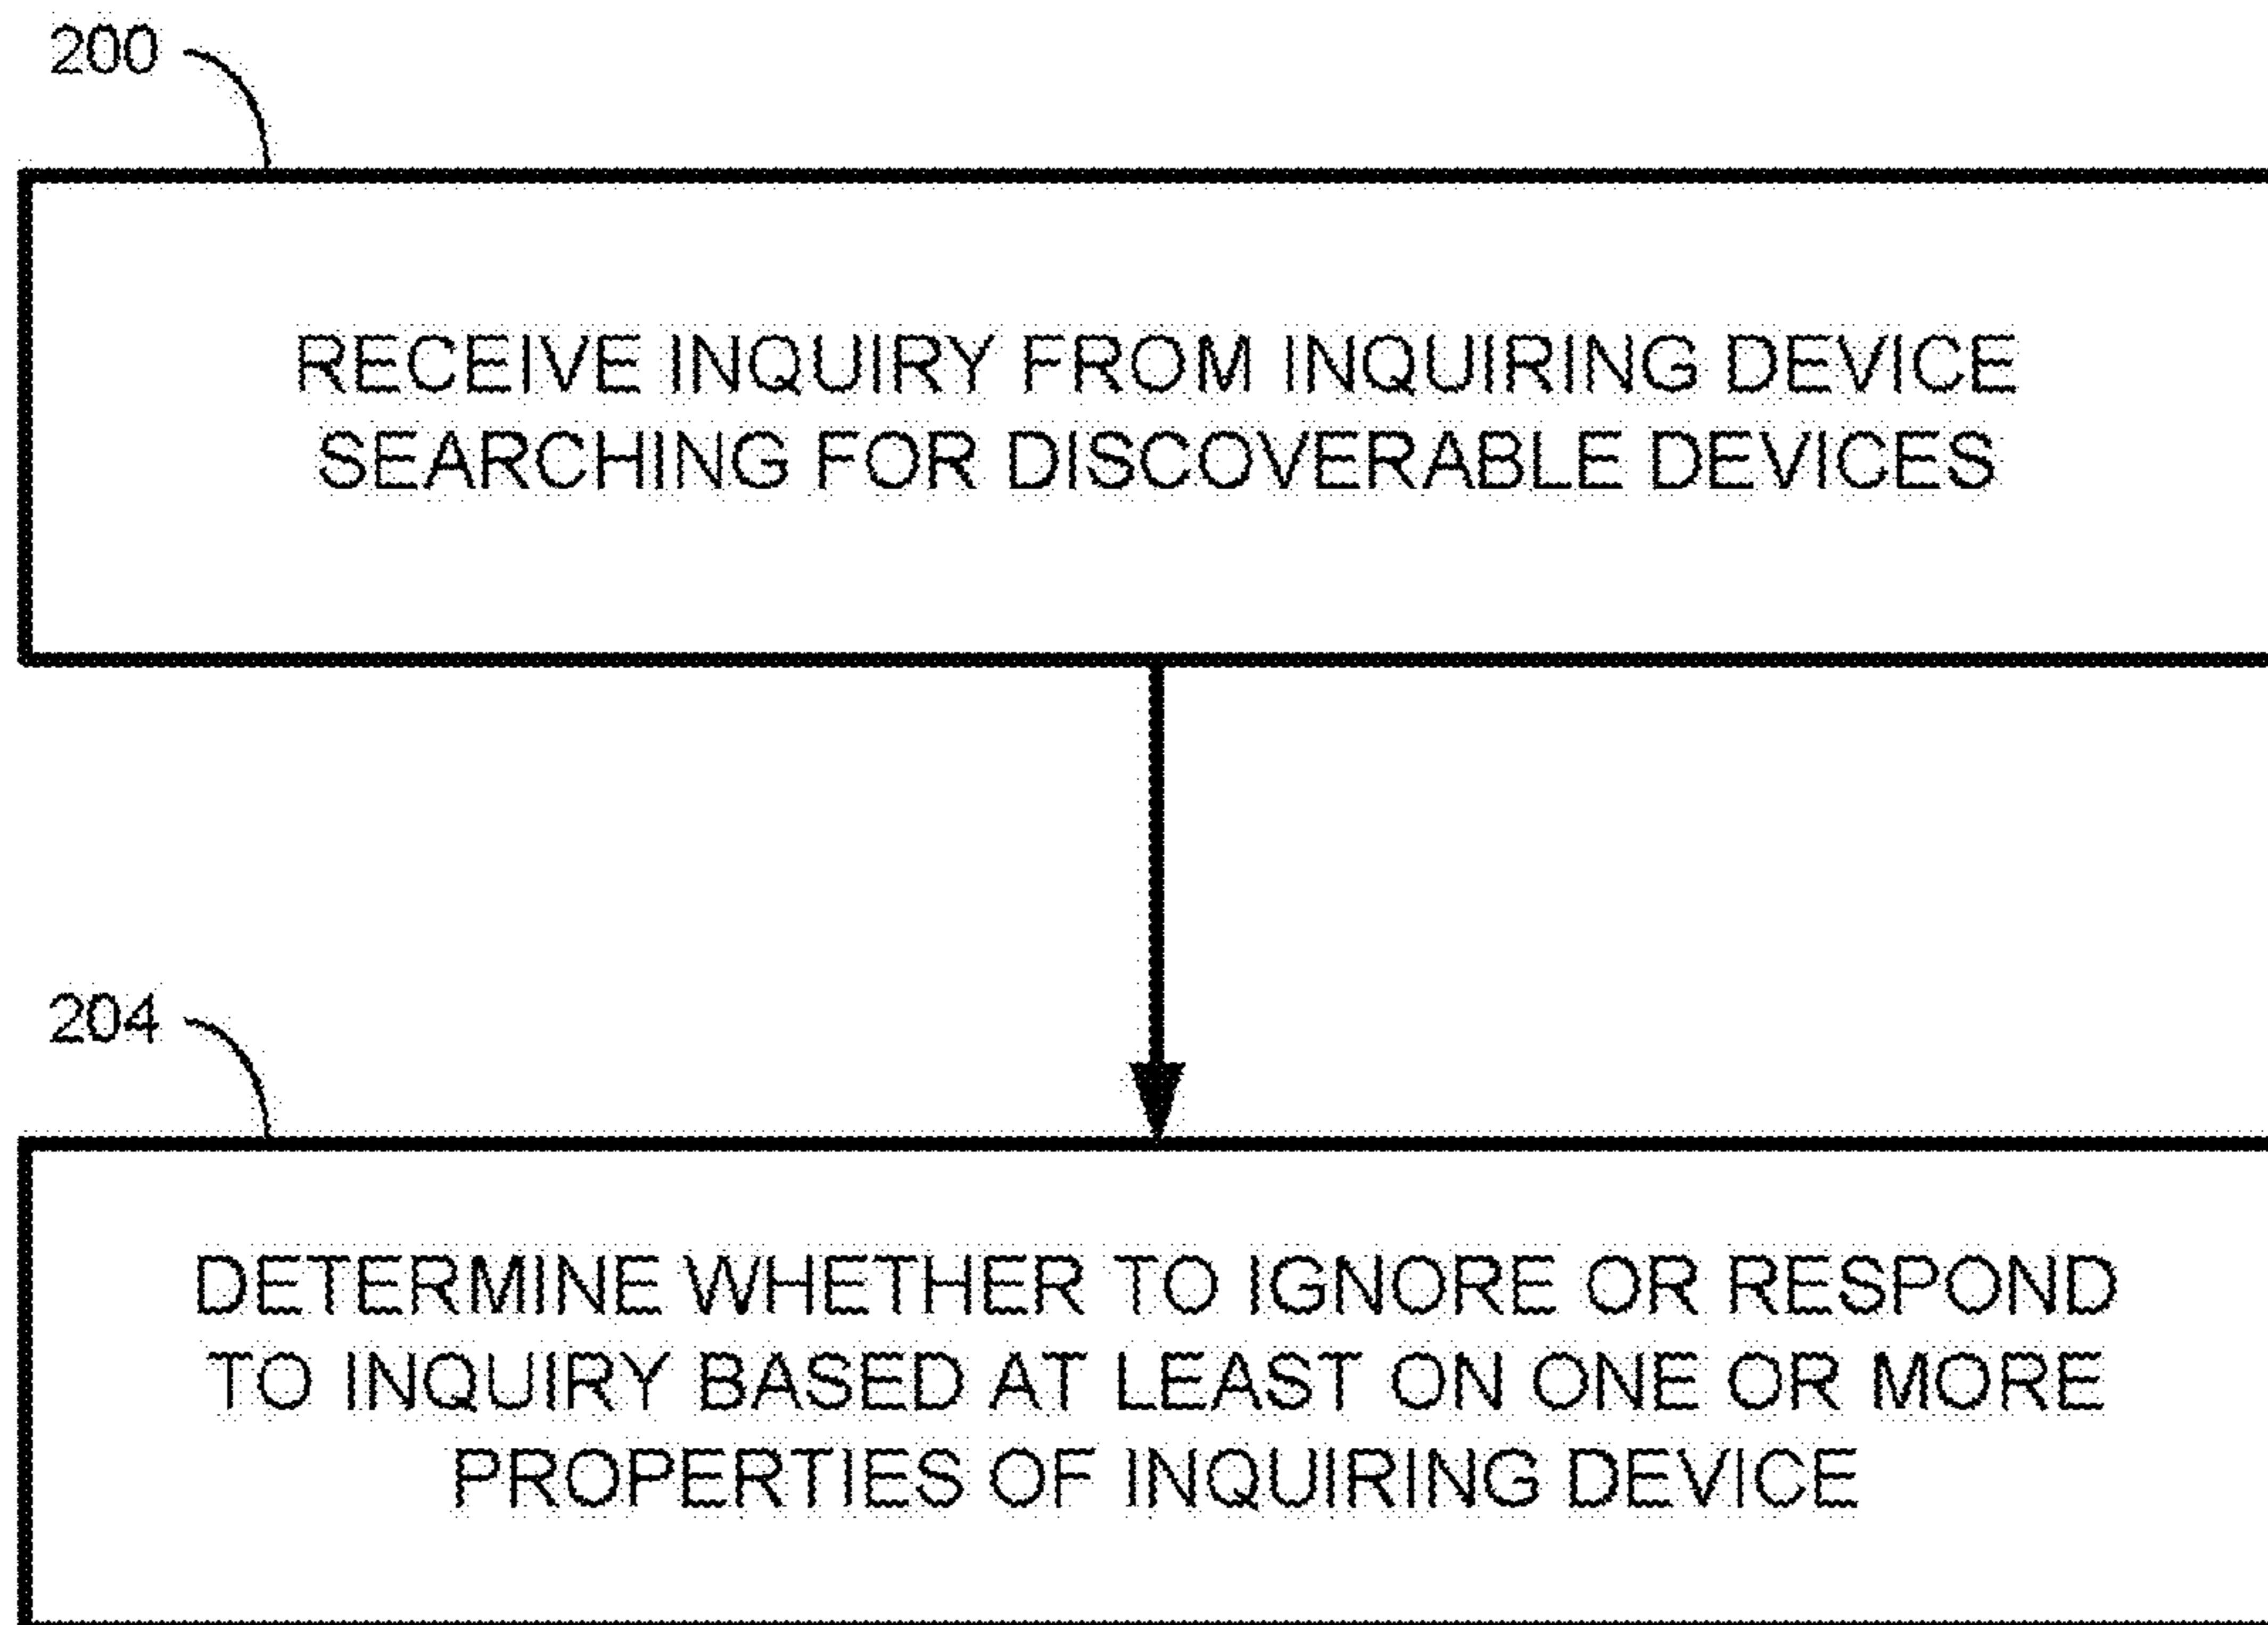 200
RECEIVE INQUIRY FROM INQUIRING DEVICE
SEARCHING FOR DISCOVERABLE DEVICES
204
DETERMINE WHETHER TO IGNORE OR RESPOND
TO INQUIRY BASED AT LEAST ON ONE OR MORE
PROPERTIES OF INQUIRING DEVICE